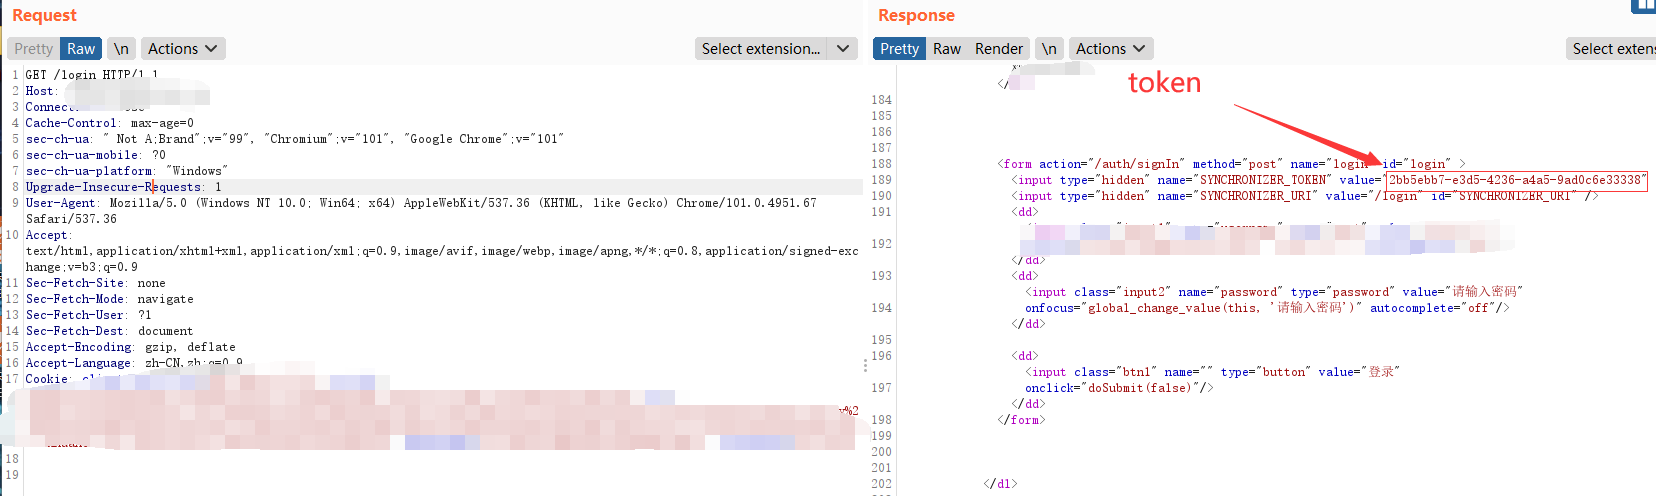 Request
Pretty Raw \n Actions
Select extension...
1 GET /login HTTP/1.1
2 Host:
3
4 Cache-Control: max-age=0
5 sec-ch-ua: " Not A;Brand";v="99", "Chromium";v="101", "Google Chrome";v="101"
6 sec-ch-ua-mobile: ?0
7 sec-ch-ua-platform: "Windows"
8 Upgrade-Insecure-Requests: 1
9 User-Agent: Mozilla/5.0 (Windows NT 10.0; Win64; x64) AppleWebKit/537.36 (KHTML, like Gecko) Chrome/101.0.4951.67
Safari/537.36
10 Accept:
text/html,application/xhtml+xml,application/xml;q=0.9,image/avif,image/webp,image/apng,*/*;q=0.8,application/signed-exc
hange;v=b3;q=0.9
11 Sec-Fetch-Site: none
12 Sec-Fetch-Mode: navigate
13 Sec-Fetch-User: ?1
14 Sec-Fetch-Dest: document
15 Accept-Encoding: gzip, deflate
16 Accept-Language: zh-CN,zh;q=0.9
17 Cookie:
18
19
Response
Pretty Raw Render \n Actions
Select exten
token
</
184
185
186
187
188 <form action="/auth/signIn" method="post" name="login" id="login" >
189 <input type="hidden" name="SYNCHRONIZER_TOKEN" value="2bb5ebb7-e3d5-4236-a4a5-9ad0c6e33338"
190 <input type="hidden" name="SYNCHRONIZER_URI" value="/login" id="SYNCHRONIZER_URI" />
191 <dd>
192
</dd>
193 <dd>
<input class="input2" name="password" type="password" value="请输入密码"
194 onfocus="global_change_value(this, '请输入密码')" autocomplete="off"/>
</dd>
195
196 <dd>
<input class="btn1" name="" type="button" value="登录"
197 onclick="doSubmit(false)"/>
</dd>
198 </form>
199
200
201
202 </dl>